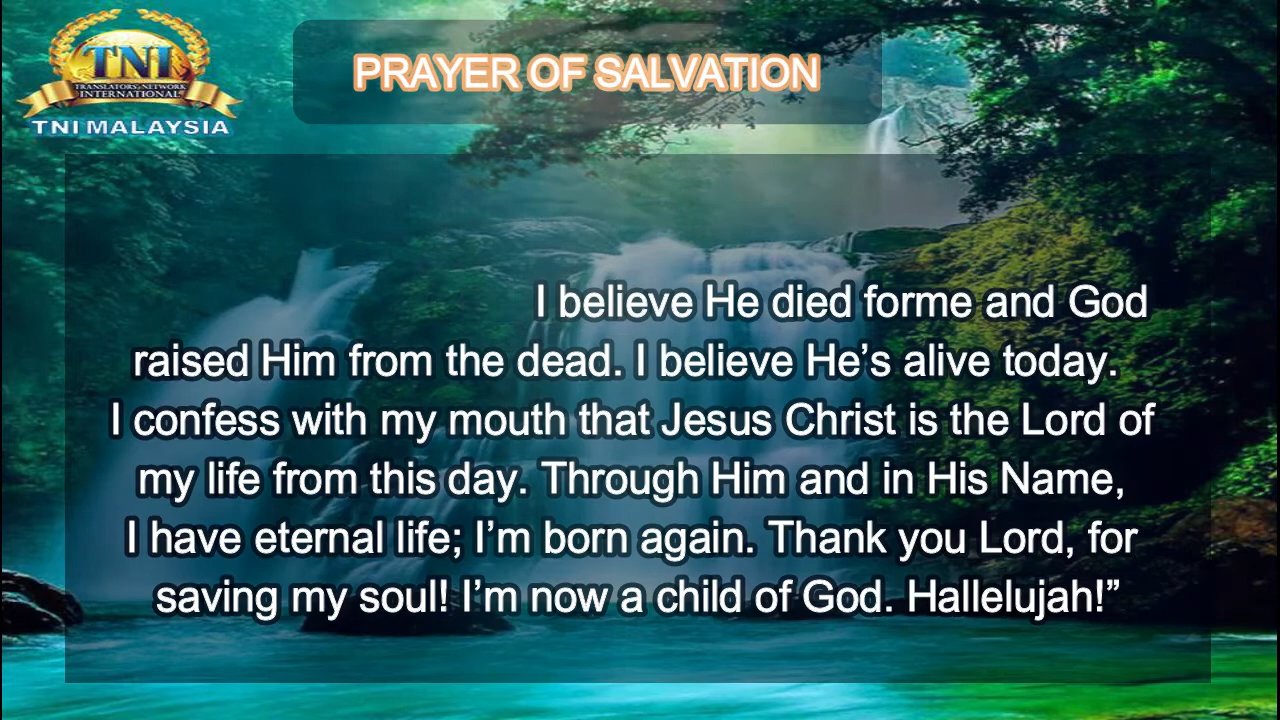 TNI
TRANSLATORS' NETWORK
INTERNATIONAL
TNI MALAYSIA
PRAYER OF SALVATION
I believe He died forme and God
raised Him from the dead. I believe He’s alive today.
I confess with my mouth that Jesus Christ is the Lord of
my life from this day. Through Him and in His Name,
I have eternal life; I’m born again. Thank you Lord, for
saving my soul! I’m now a child of God. Hallelujah!”